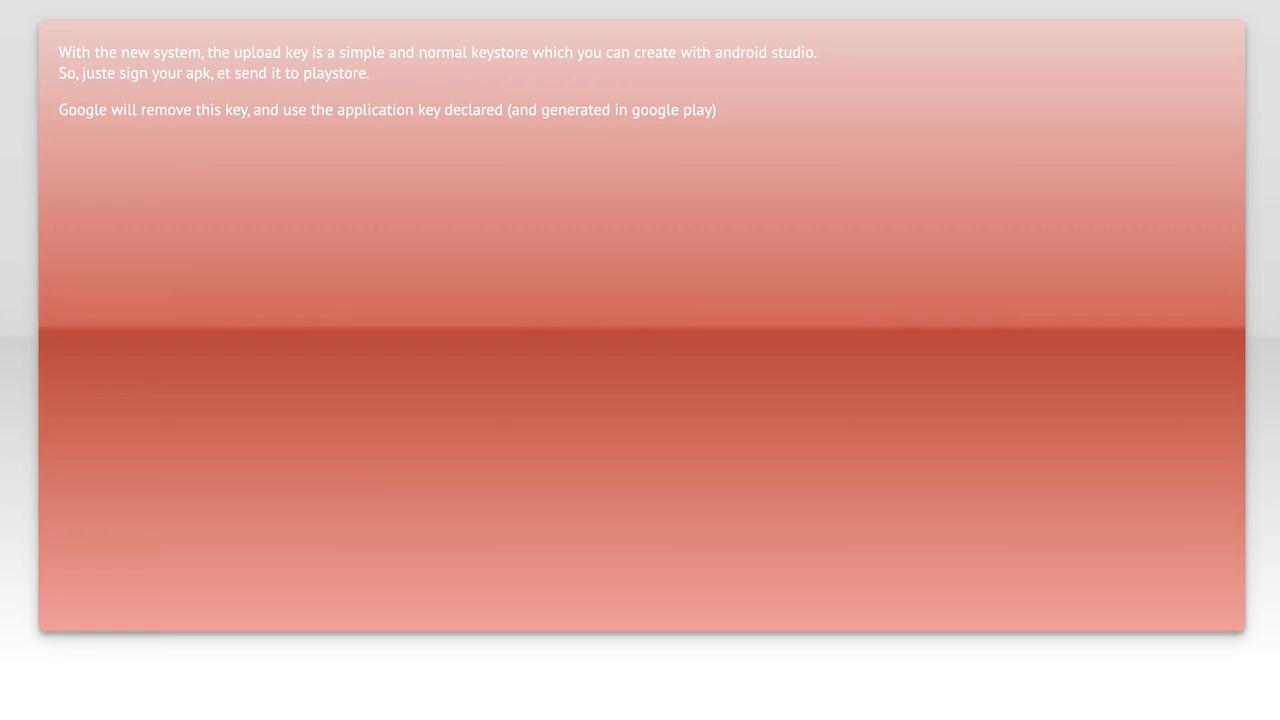 With the new system, the upload key is a simple and normal keystore which you can create with android studio.
So, juste sign your apk, et send it to playstore.
Google will remove this key, and use the application key declared (and generated in google play)